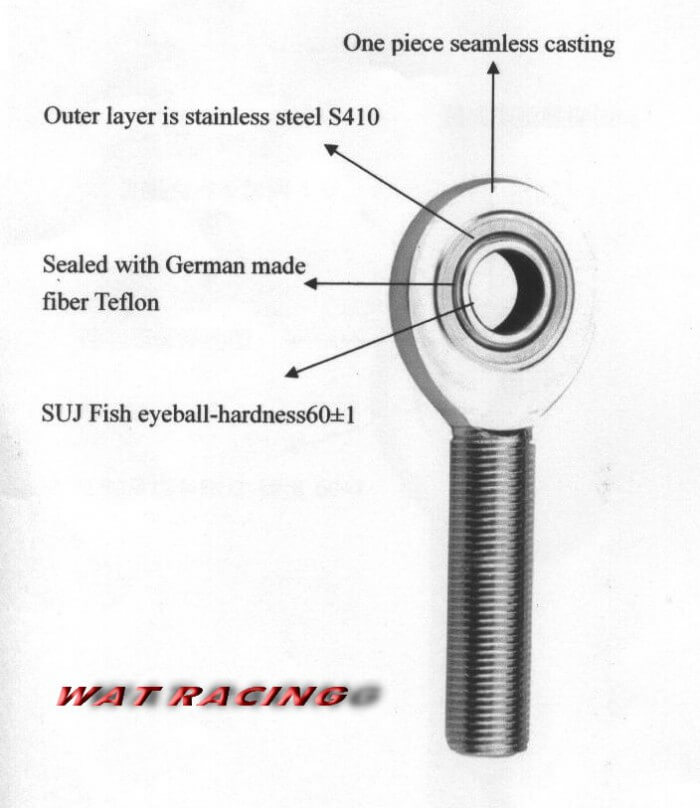 One piece seamless casting
Outer layer is stainless steel S410
Sealed with German made
fiber Teflon
SUJ Fish eyeball-hardness60±1
WAT RACING